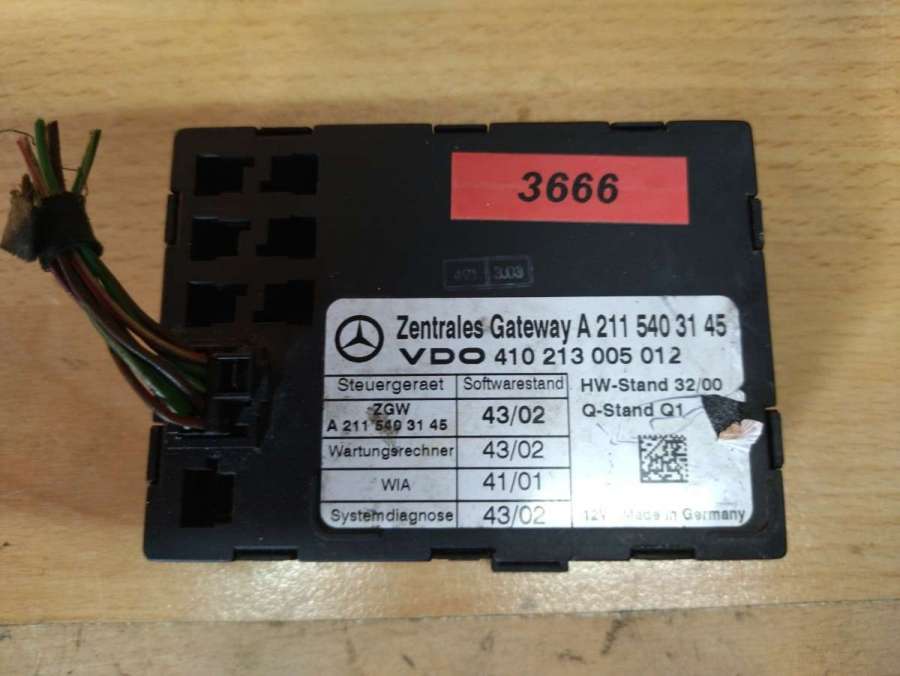 3666
Zentrales Gateway A 211 540 31 45
VDO 410 213 005 012
Steuergeraet Softwarestand HW-Stand 32/00
ZGW
A 211 540 31 45 43/02 Q-Stand Q1
Wartungsrechner 43/02
WIA 41/01
Systemdiagnose 43/02 12V Made in Germany